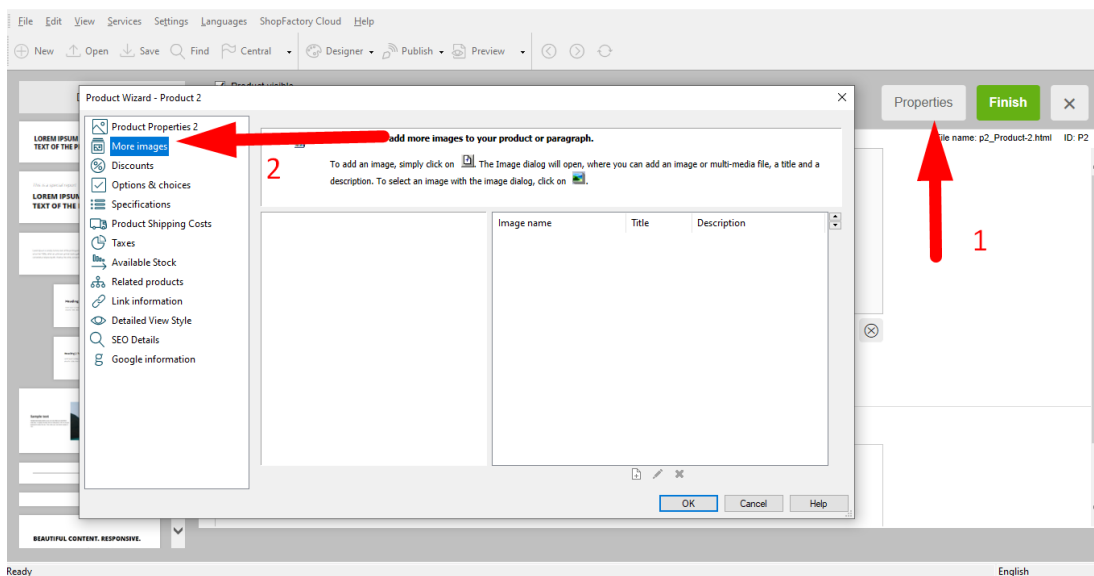 File Edit View Services Settings Languages ShopFactory Cloud Help
New Open Save Find Central Designer Publish Preview
Product Wizard - Product 2
Properties Finish
File name: p2_Product-2.html ID: P2
LOREM IPSUM
TEXT OF THE
LOREM IPSUM
TEXT OF THE
Sample text
BEAUTIFUL CONTENT. RESPONSIVE.
Product Properties 2
More images
Discounts
Options & choices
Specifications
Product Shipping Costs
Taxes
Available Stock
Related products
Link information
Detailed View Style
SEO Details
Google information
2
add more images to your product or paragraph.
To add an image, simply click on . The Image dialog will open, where you can add an image or multi-media file, a title and a
description. To select an image with the image dialog, click on .
Image name Title Description
1
OK Cancel Help
Ready English